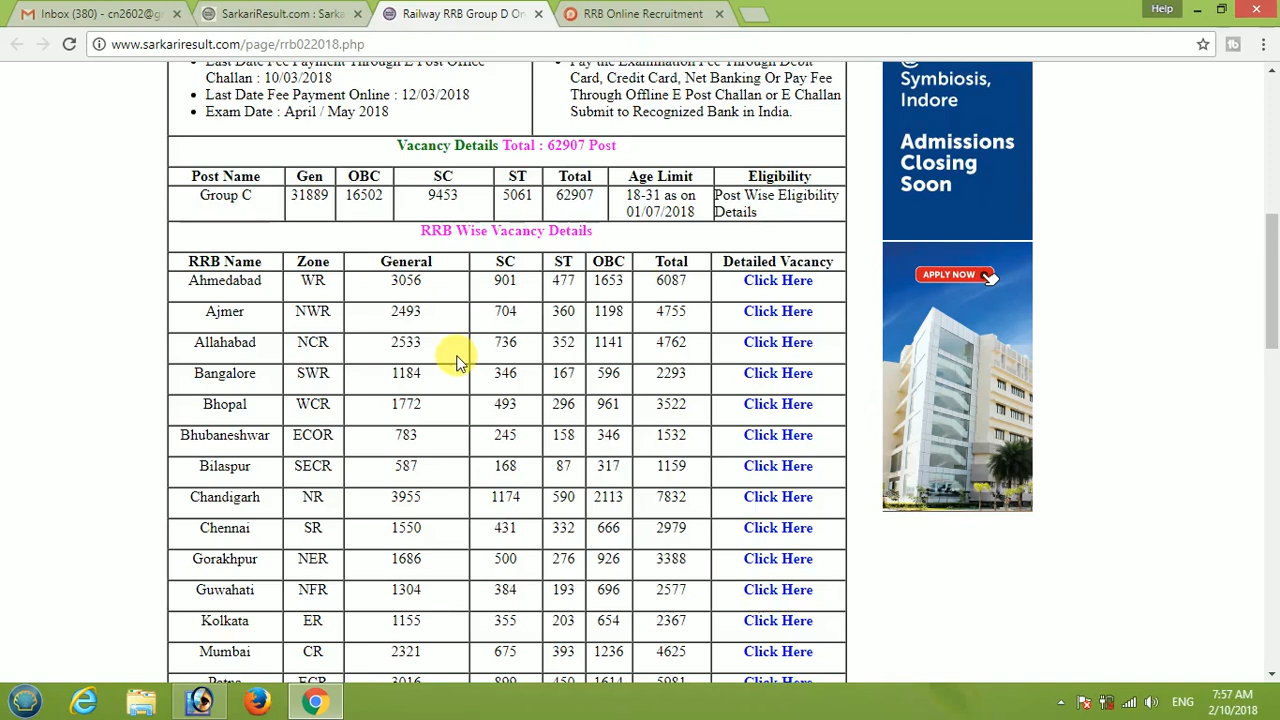 Inbox (380) - cn2602@g
SarkariResult.com : Sarka
Railway RRB Group D On
RRB Online Recruitment
Help
www.sarkariresult.com/page/rrb022018.php
Last Date Fee Payment Through E Post Office
Challan : 10/03/2018
Last Date Fee Payment Online : 12/03/2018
Exam Date : April / May 2018
Pay the Examination Fee Through Debit
Card, Credit Card, Net Banking Or Pay Fee
Through Offline E Post Challan or E Challan
Submit to Recognized Bank in India.
Vacancy Details Total : 62907 Post
Post Name Gen OBC SC ST Total Age Limit Eligibility
Group C 31889 16502 9453 5061 62907 18-31 as on 01/07/2018 Post Wise Eligibility Details
RRB Wise Vacancy Details
RRB Name Zone General SC ST OBC Total Detailed Vacancy
Ahmedabad WR 3056 901 477 1653 6087 Click Here
Ajmer NWR 2493 704 360 1198 4755 Click Here
Allahabad NCR 2533 736 352 1141 4762 Click Here
Bangalore SWR 1184 346 167 596 2293 Click Here
Bhopal WCR 1772 493 296 961 3522 Click Here
Bhubaneshwar ECOR 783 245 158 346 1532 Click Here
Bilaspur SECR 587 168 87 317 1159 Click Here
Chandigarh NR 3955 1174 590 2113 7832 Click Here
Chennai SR 1550 431 332 666 2979 Click Here
Gorakhpur NER 1686 500 276 926 3388 Click Here
Guwahati NFR 1304 384 193 696 2577 Click Here
Kolkata ER 1155 355 203 654 2367 Click Here
Mumbai CR 2321 675 393 1236 4625 Click Here
Patna ECR 3016 899 450 1614 5981 Click Here
@
Symbiosis,
Indore
Admissions
Closing
Soon
APPLY NOW
ENG
7:57 AM
2/10/2018